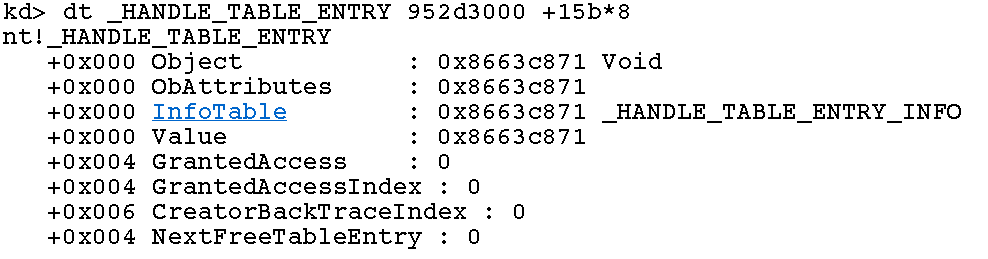 kd> dt _HANDLE_TABLE_ENTRY 952d3000 +15b*8
nt!_HANDLE_TABLE_ENTRY
   +0x000 Object           : 0x8663c871 Void
   +0x000 ObAttributes     : 0x8663c871
   +0x000 InfoTable        : 0x8663c871 _HANDLE_TABLE_ENTRY_INFO
   +0x000 Value            : 0x8663c871
   +0x004 GrantedAccess    : 0
   +0x004 GrantedAccessIndex : 0
   +0x006 CreatorBackTraceIndex : 0
   +0x004 NextFreeTableEntry : 0